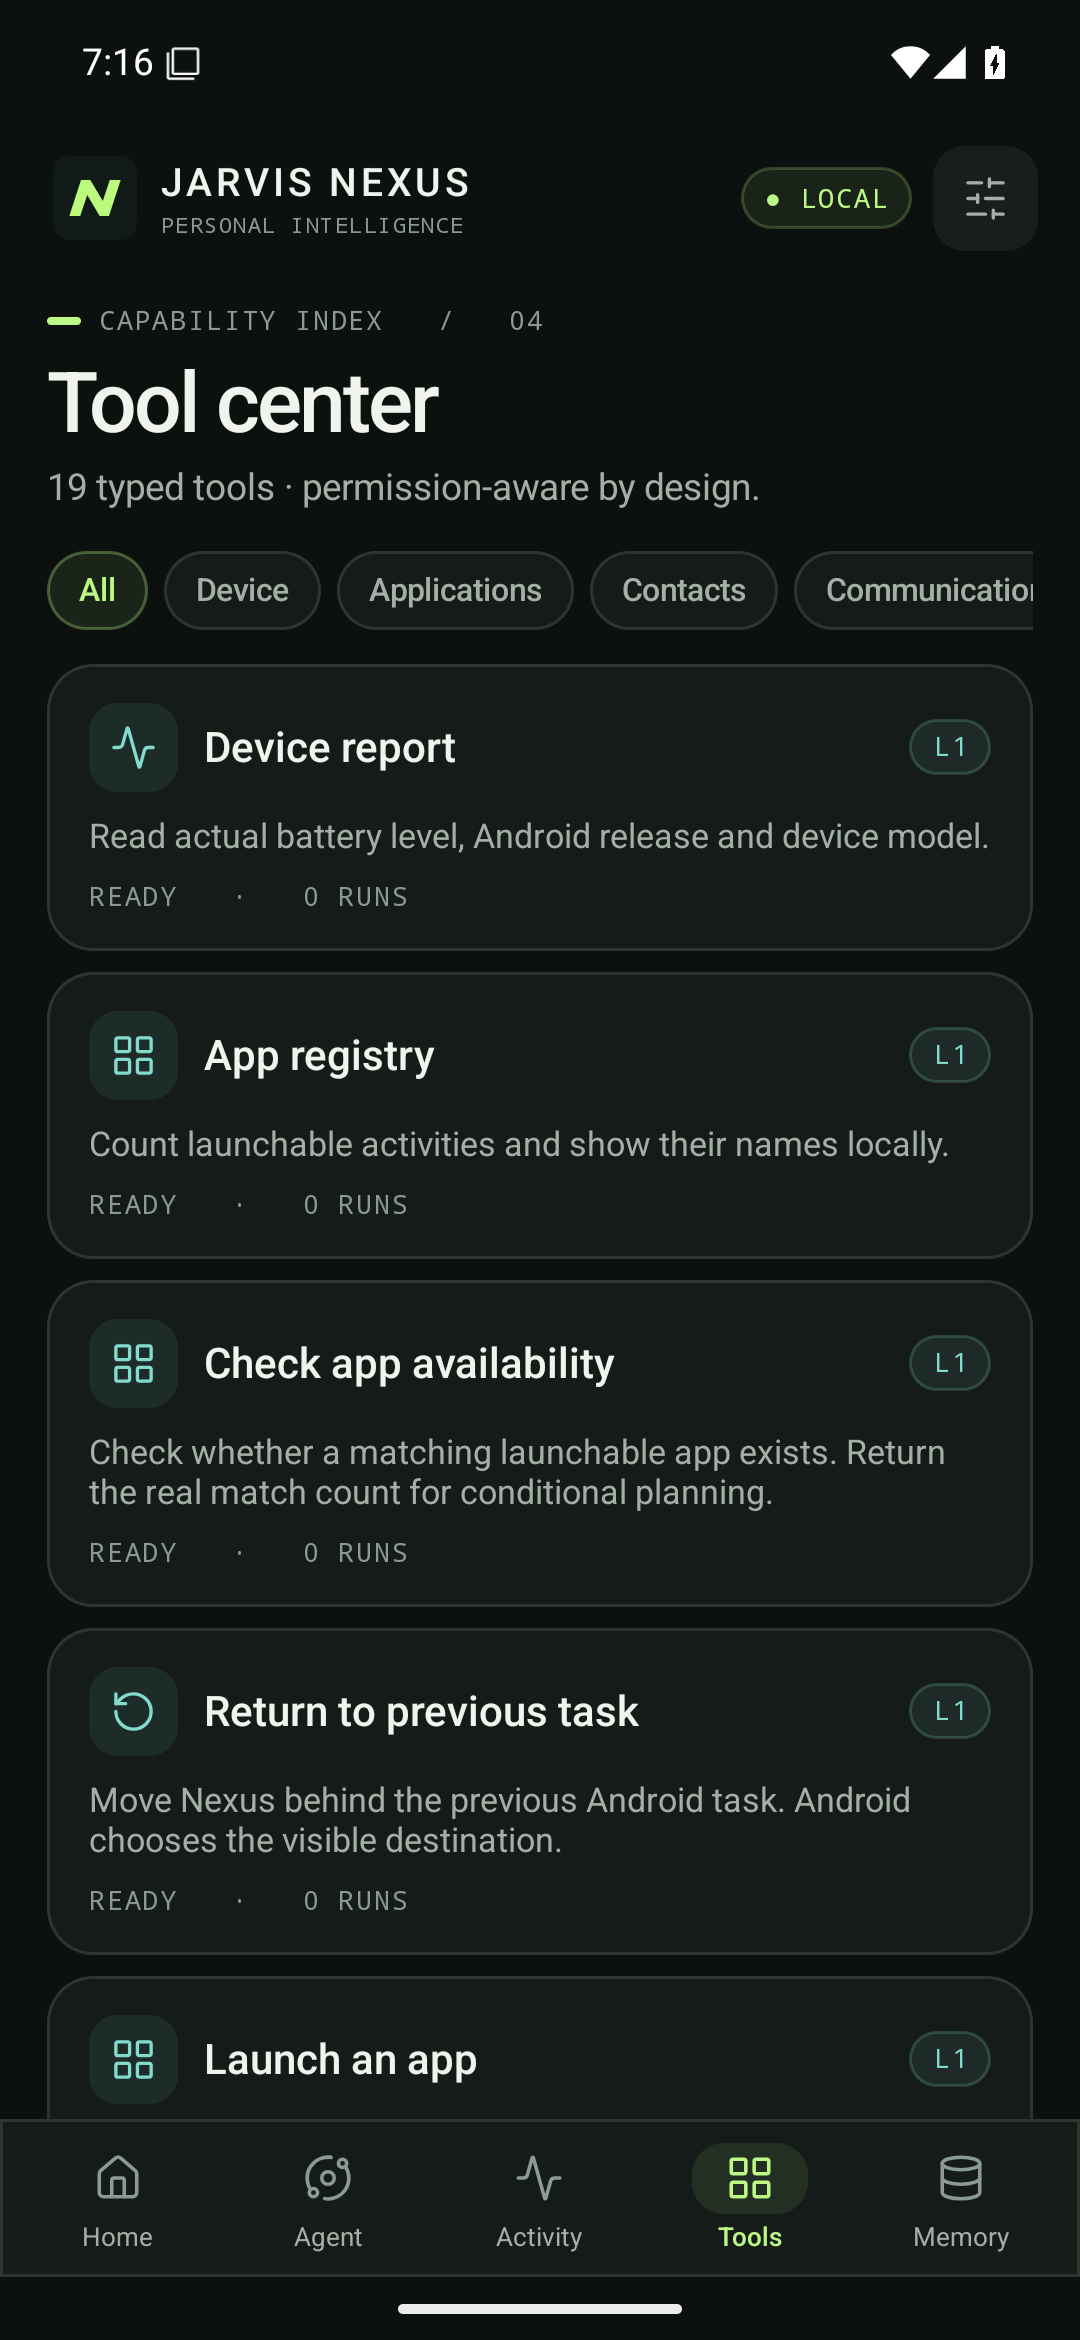 7:16
JARVIS NEXUS
PERSONAL INTELLIGENCE
• LOCAL
CAPABILITY INDEX / 04
Tool center
19 typed tools · permission-aware by design.
All Device Applications Contacts Communication
Device report L1
Read actual battery level, Android release and device model.
READY · 0 RUNS
App registry L1
Count launchable activities and show their names locally.
READY · 0 RUNS
Check app availability L1
Check whether a matching launchable app exists. Return
the real match count for conditional planning.
READY · 0 RUNS
Return to previous task L1
Move Nexus behind the previous Android task. Android
chooses the visible destination.
READY · 0 RUNS
Launch an app L1
Home Agent Activity Tools Memory